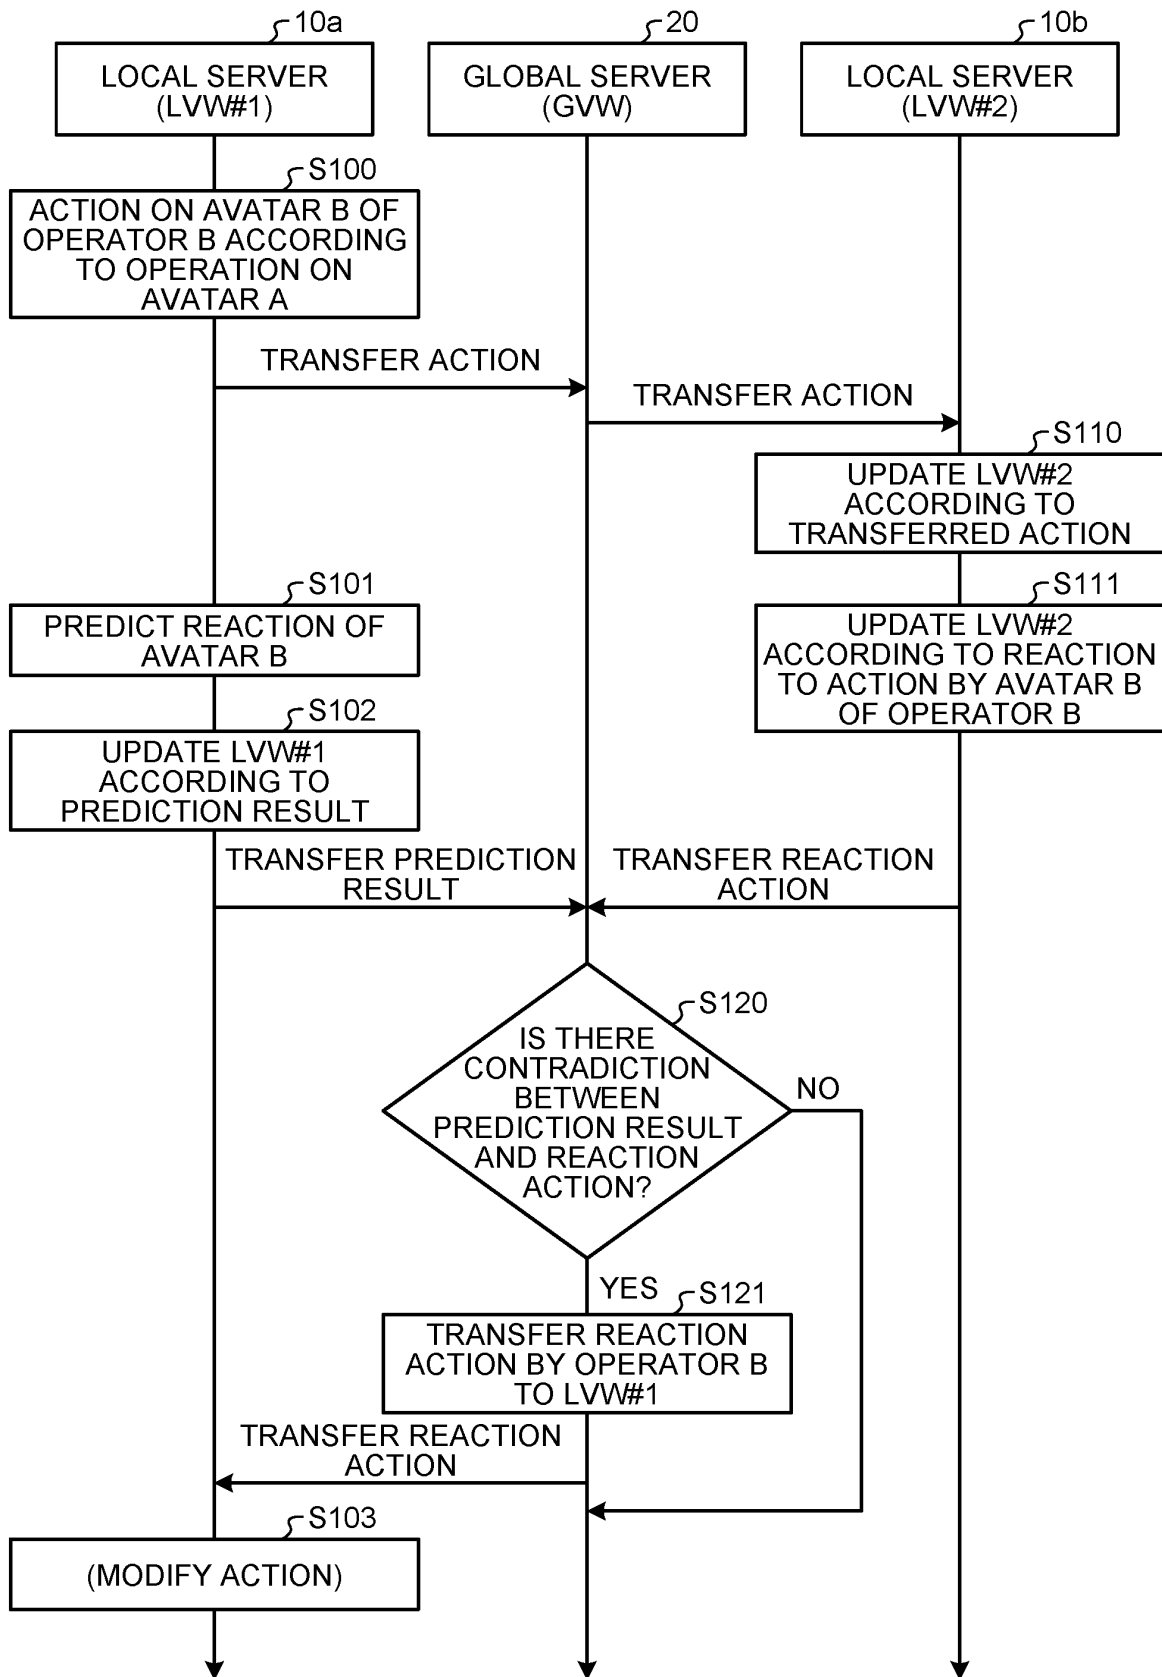 10a
20
10b
LOCAL SERVER
(LVW#1)
GLOBAL SERVER
(GVW)
LOCAL SERVER
(LVW#2)
S100
ACTION ON AVATAR B OF
OPERATOR B ACCORDING
TO OPERATION ON
AVATAR A
TRANSFER ACTION
TRANSFER ACTION
S110
UPDATE LVW#2
ACCORDING TO
TRANSFERRED ACTION
S101
PREDICT REACTION OF
AVATAR B
S111
UPDATE LVW#2
ACCORDING TO REACTION
TO ACTION BY AVATAR B
OF OPERATOR B
S102
UPDATE LVW#1
ACCORDING TO
PREDICTION RESULT
TRANSFER PREDICTION
RESULT
TRANSFER REACTION
ACTION
S120
IS THERE
CONTRADICTION
BETWEEN
PREDICTION RESULT
AND REACTION
ACTION?
NO
YES
S121
TRANSFER REACTION
ACTION BY OPERATOR B
TO LVW#1
TRANSFER REACTION
ACTION
S103
(MODIFY ACTION)